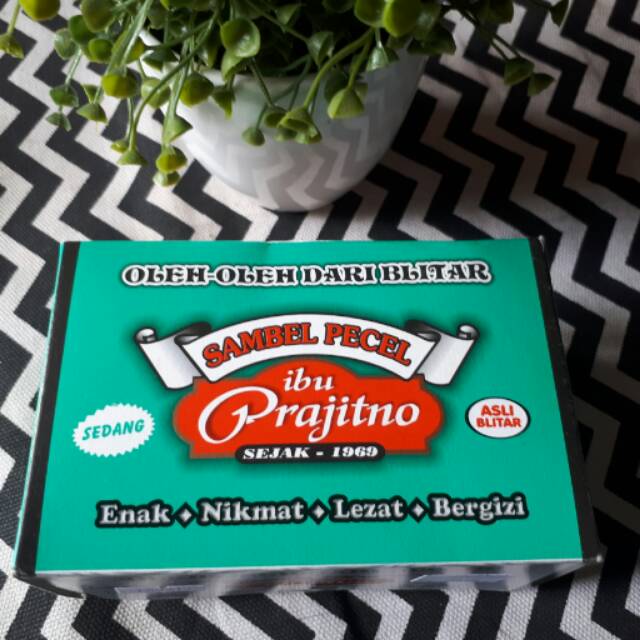 OLEH-OLEH DARI BLITAR
SAMBEL PECEL
ibu
Prajitno
SEJAK - 1969
SEDANG
ASLI
BLITAR
Enak ◆ Nikmat ◆ Lezat ◆ Bergizi